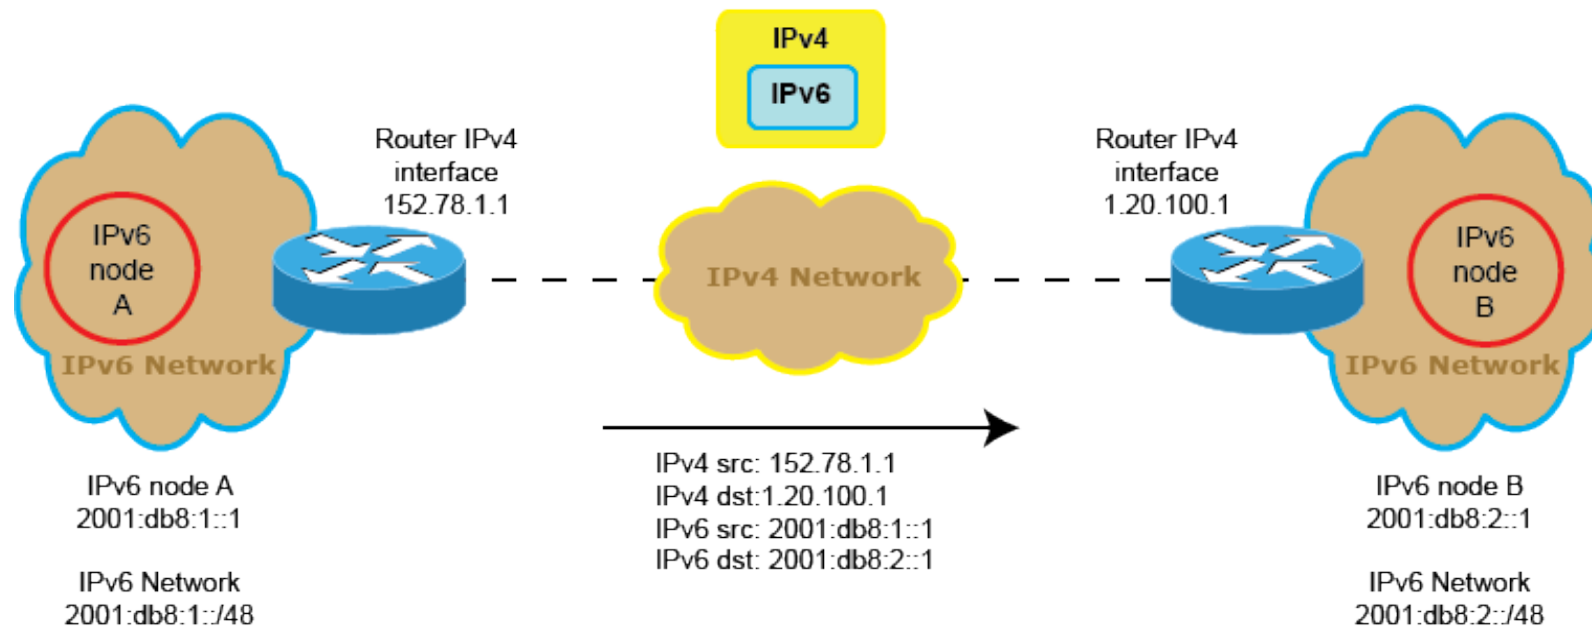 IPv4
IPv6
Router IPv4
interface
152.78.1.1
Router IPv4
interface
1.20.100.1
IPv6
node
A
IPv6 Network
IPv4 Network
IPv6
node
B
IPv6 Network
IPv4 src: 152.78.1.1
IPv4 dst:1.20.100.1
IPv6 src: 2001:db8:1::1
IPv6 dst: 2001:db8:2::1
IPv6 node A
2001:db8:1::1
IPv6 Network
2001:db8:1::/48
IPv6 node B
2001:db8:2::1
IPv6 Network
2001:db8:2::/48